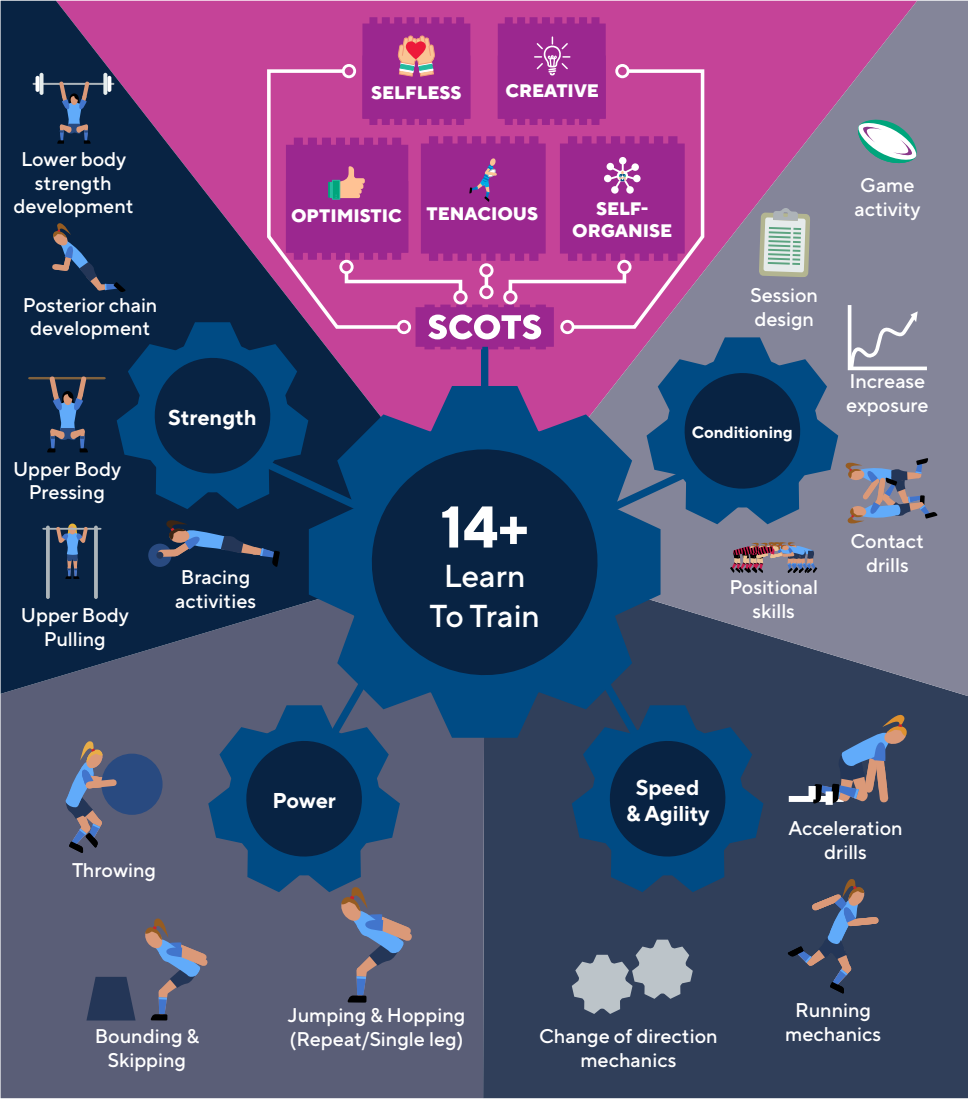 SELFLESS
CREATIVE
OPTIMISTIC
TENACIOUS
SELF-
ORGANISE
SCOTS
Lower body
strength
development
Posterior chain
development
Strength
Upper Body
Pressing
Bracing
activities
Upper Body
Pulling
14+
Learn
To Train
Game
activity
Session
design
Increase
exposure
Conditioning
Contact
drills
Positional
skills
Power
Throwing
Bounding &
Skipping
Jumping & Hopping
(Repeat/Single leg)
Speed
& Agility
Acceleration
drills
Running
mechanics
Change of direction
mechanics